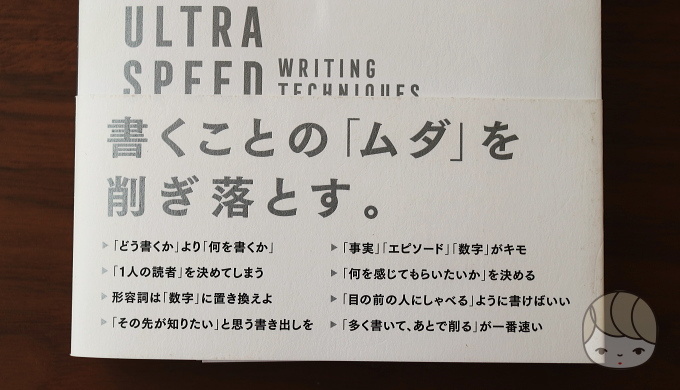 ULTRA
SPEED WRITING
TECHNIQUES
書くことの「ムダ」を
削ぎ落とす。
▶「どう書くか」より「何を書くか」
▶「1人の読者」を決めてしまう
▶形容詞は「数字」に置き換えよ
▶「その先が知りたい」と思う書き出しを
▶「事実」「エピソード」「数字」がキモ
▶「何を感じてもらいたいか」を決める
▶「目の前の人にしゃべる」ように書けばいい
▶「多く書いて、あとで削る」が一番速い